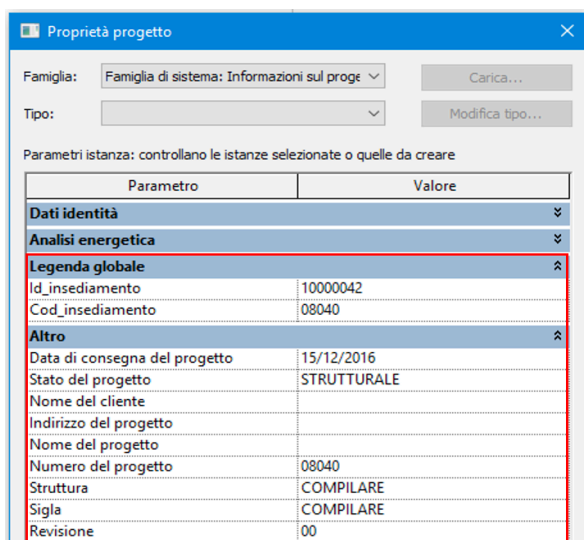 Proprietà progetto
Famiglia: Famiglia di sistema: Informazioni sul proge Carica...
Tipo: Modifica tipo...
Parametri istanza: controllano le istanze selezionate o quelle da creare
Parametro Valore
Dati identità
Analisi energetica
Legenda globale
Id_insediamento 10000042
Cod_insediamento 08040
Altro
Data di consegna del progetto 15/12/2016
Stato del progetto STRUTTURALE
Nome del cliente
Indirizzo del progetto
Nome del progetto
Numero del progetto 08040
Struttura COMPILARE
Sigla COMPILARE
Revisione 00